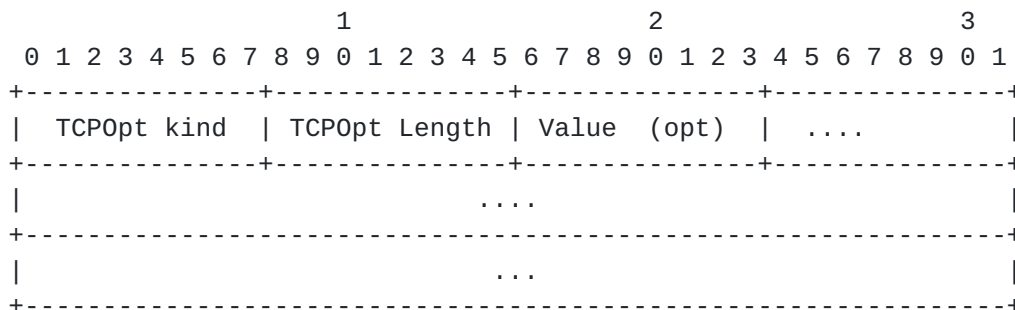 1                   2                   3
 0 1 2 3 4 5 6 7 8 9 0 1 2 3 4 5 6 7 8 9 0 1 2 3 4 5 6 7 8 9 0 1
+---------------+---------------+---------------+---------------+
|  TCPOpt kind  | TCPOpt Length | Value  (opt)  |  ....         |
+---------------+---------------+---------------+---------------+
|                             ....                              |
+---------------------------------------------------------------+
|                              ...                              |
+---------------------------------------------------------------+